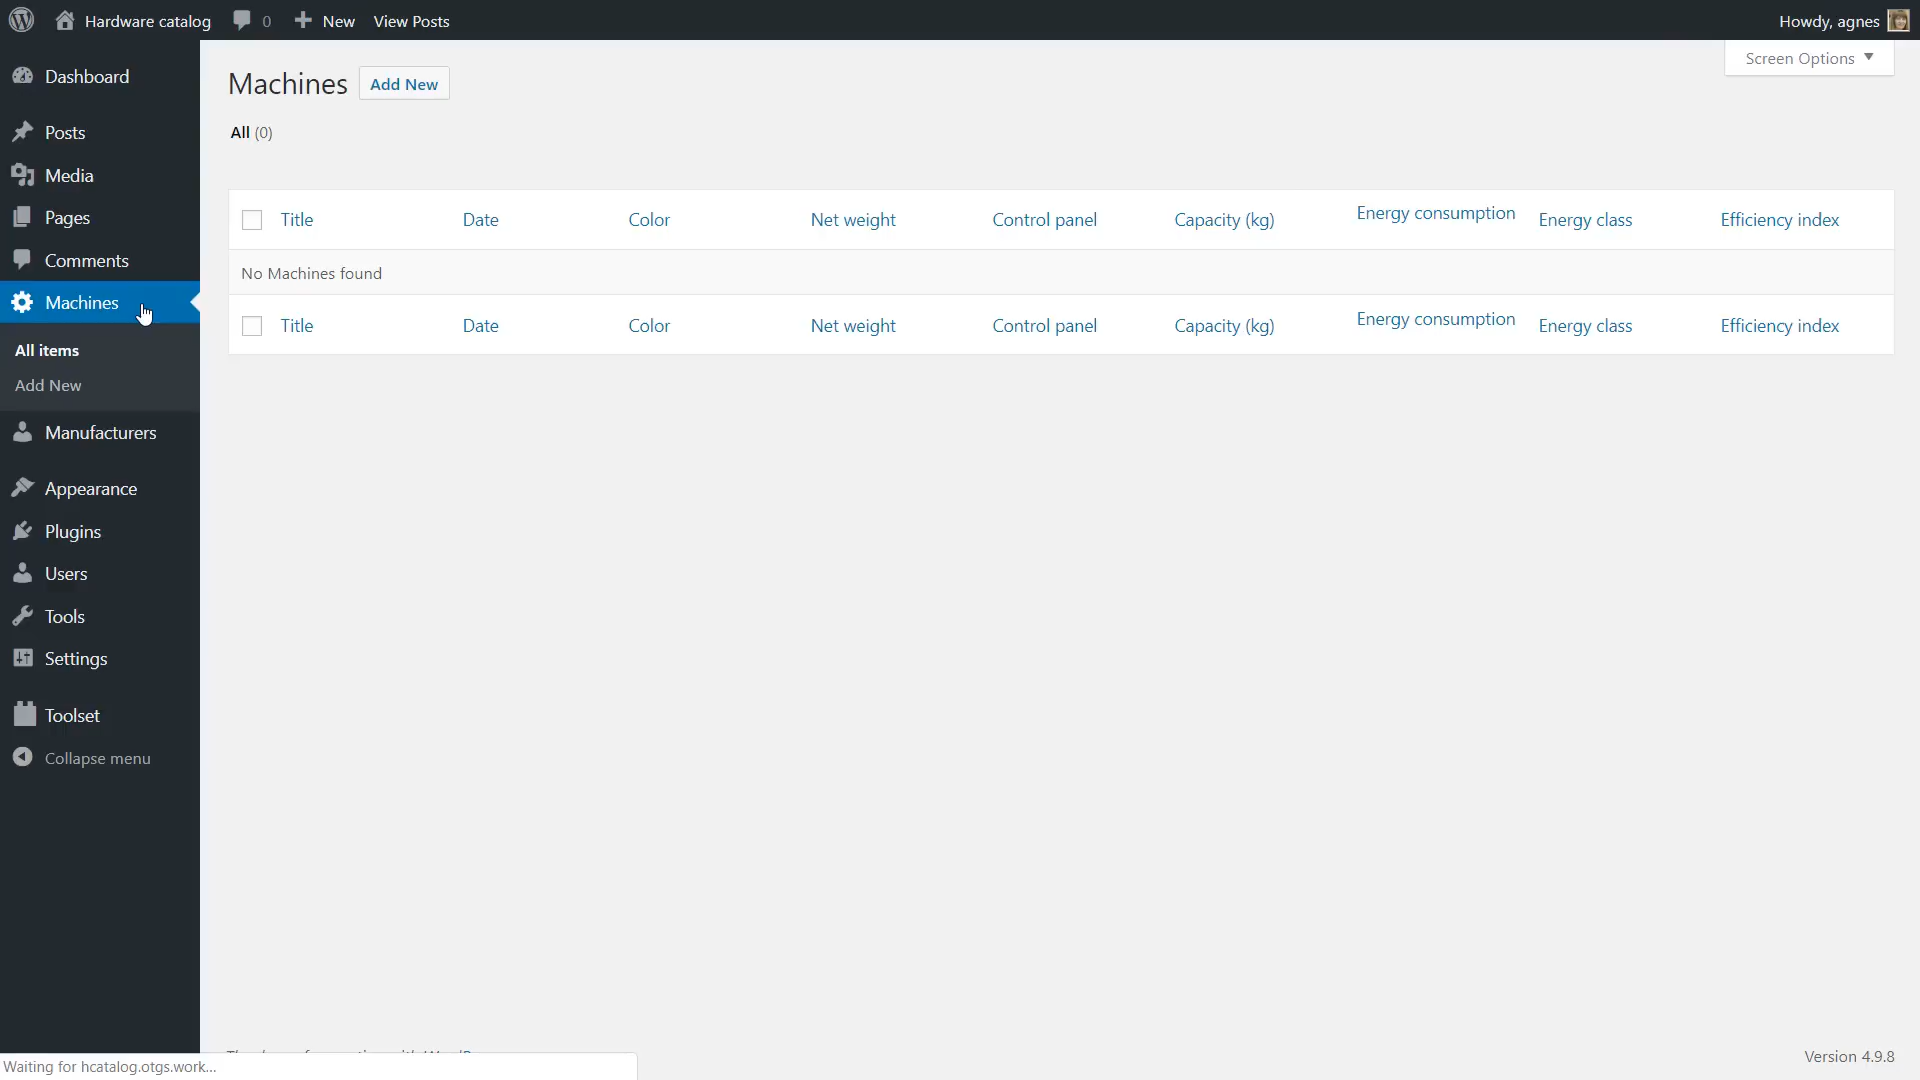 Hardware catalog 0 New View Posts Howdy, agnes
Screen Options
Dashboard
Posts
Media
Pages
Comments
Machines
All items
Add New
Manufacturers
Appearance
Plugins
Users
Tools
Settings
Toolset
Collapse menu
Machines Add New
All (0)
Title Date Color Net weight Control panel Capacity (kg) Energy consumption Energy class Efficiency index
No Machines found
Title Date Color Net weight Control panel Capacity (kg) Energy consumption Energy class Efficiency index
Version 4.9.8
Waiting for hcatalog.otgs.work...